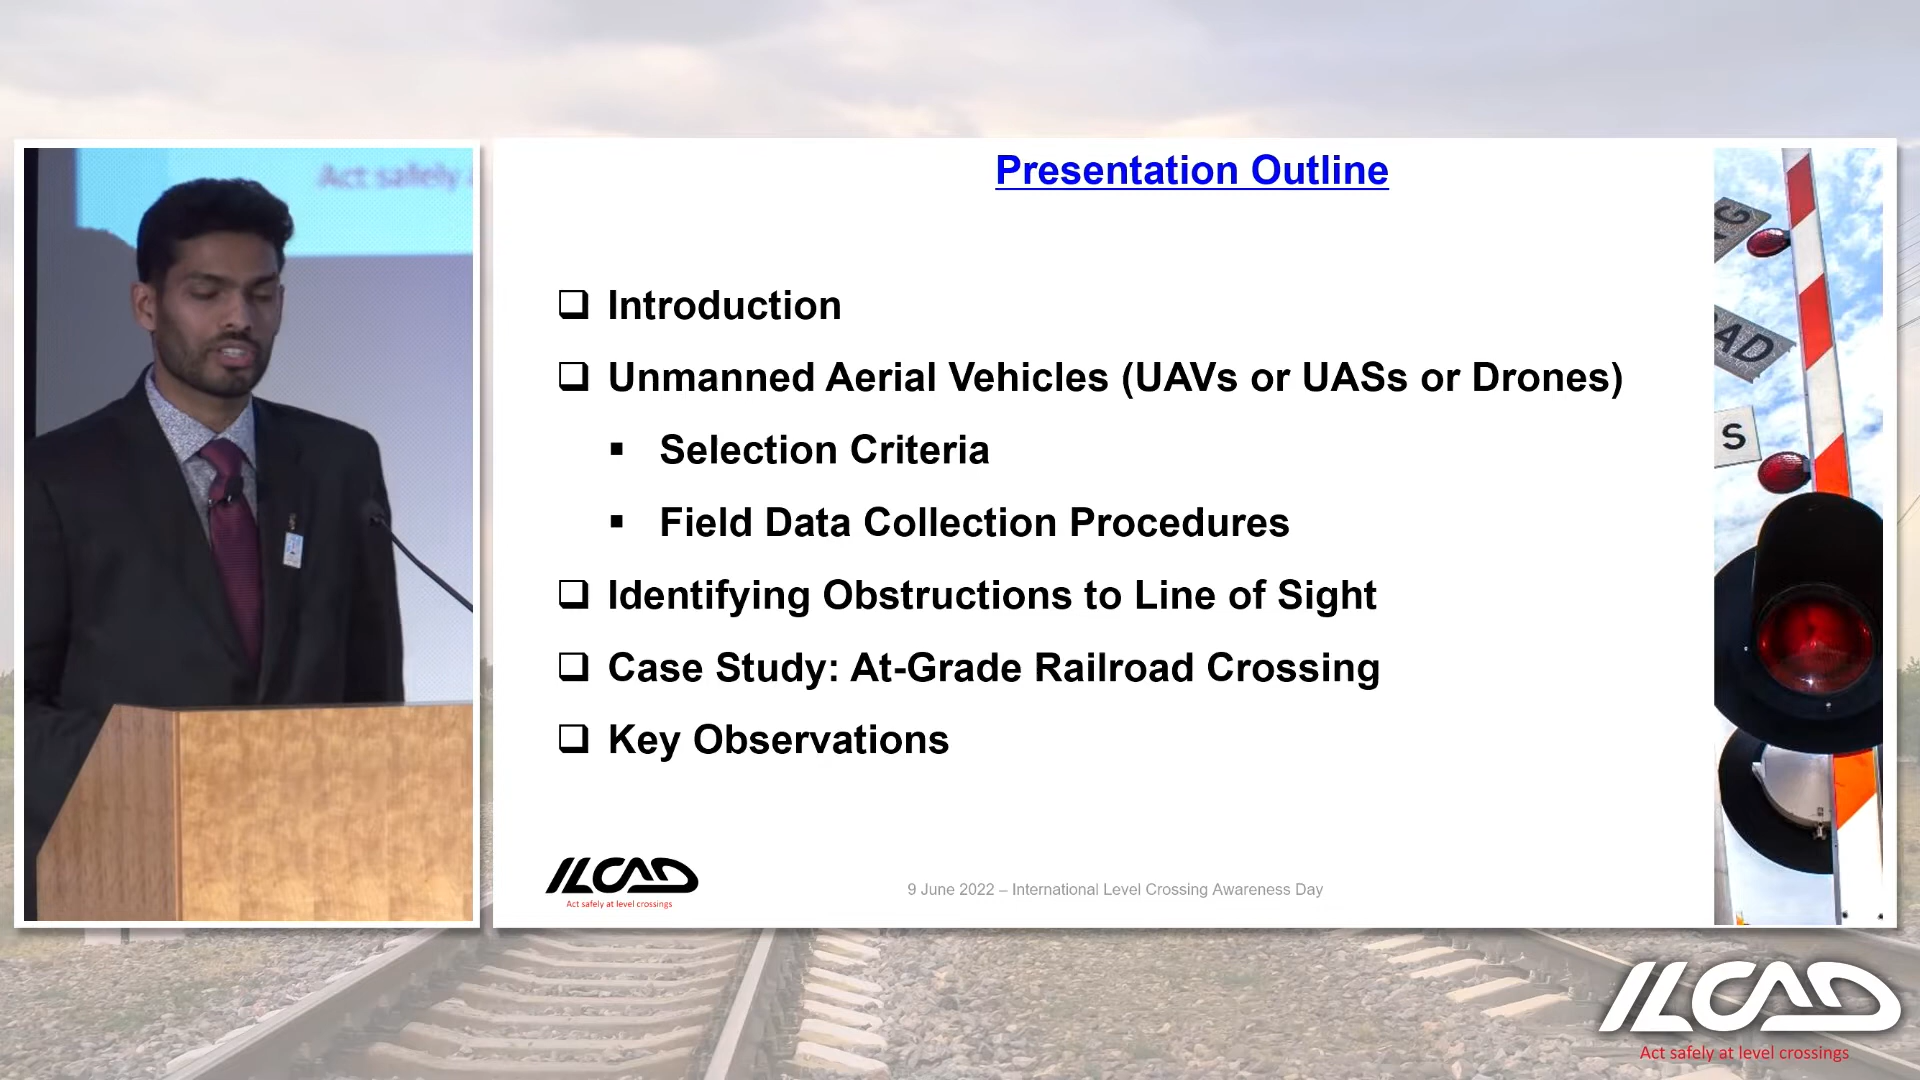 Act safely
Presentation Outline
Introduction
Unmanned Aerial Vehicles (UAVs or UASs or Drones)
Selection Criteria
Field Data Collection Procedures
Identifying Obstructions to Line of Sight
Case Study: At-Grade Railroad Crossing
Key Observations
ILCAD
Act safely at level crossings
9 June 2022 – International Level Crossing Awareness Day
G
AD
S
ILCAD
Act safely at level crossings